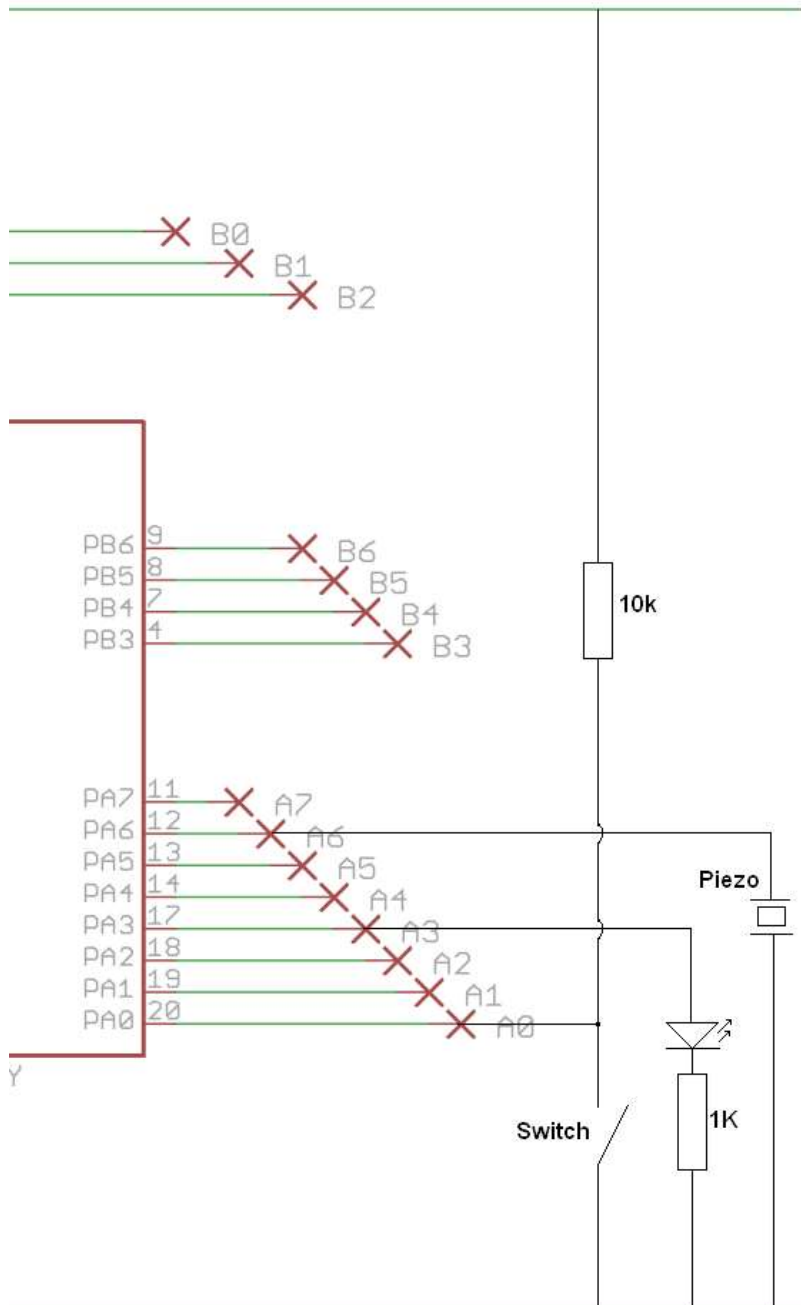 B0
B1
B2
PB6 9 B6
PB5 8 B5
PB4 7 B4
PB3 4 B3
10k
PA7 11 A7
PA6 12 A6
PA5 13 A5
PA4 14 A4
PA3 17 A3
PA2 18 A2
PA1 19 A1
PA0 20 A0
Piezo
Y
Switch
1K